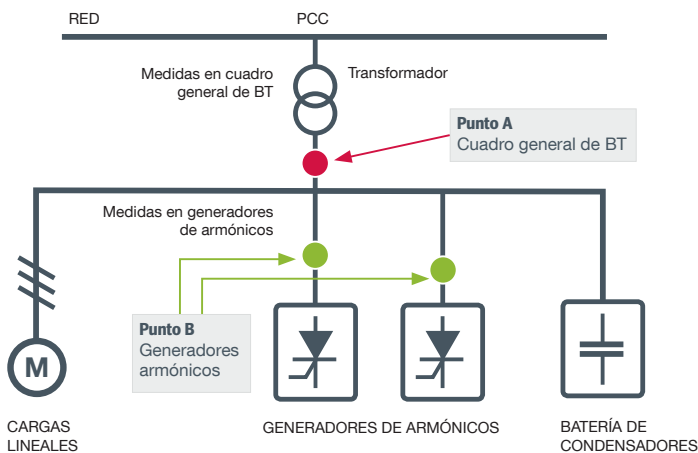 RED
PCC
Medidas en cuadro
general de BT
Transformador
Punto A
Cuadro general de BT
Medidas en generadores
de armónicos
Punto B
Generadores
armónicos
M
CARGAS
LINEALES
GENERADORES DE ARMÓNICOS
BATERÍA DE
CONDENSADORES